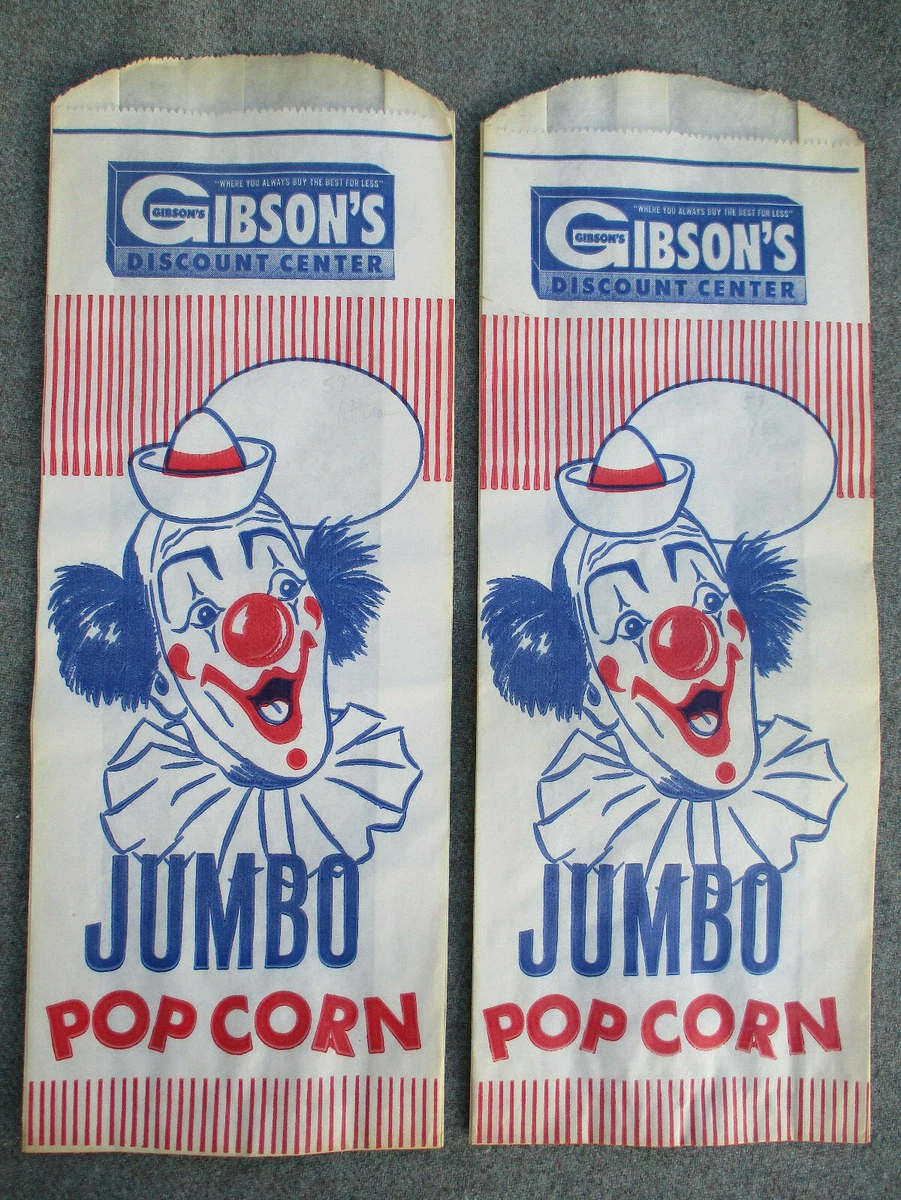 "WHERE YOU ALWAYS BUY THE BEST FOR LESS"
GIBSON'S
GIBSON'S
DISCOUNT CENTER
JUMBO
POP CORN
"WHERE YOU ALWAYS BUY THE BEST FOR LESS"
GIBSON'S
GIBSON'S
DISCOUNT CENTER
JUMBO
POP CORN